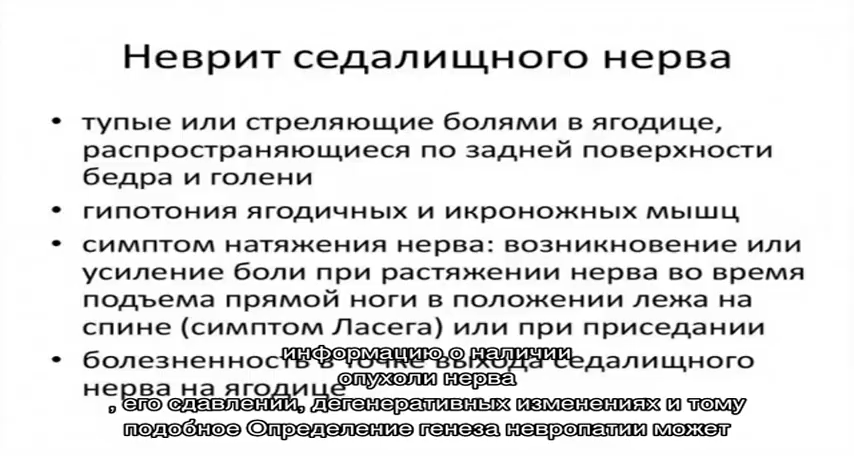 Неврит седалищного нерва
• тупые или стреляющие болями в ягодице,
распространяющиеся по задней поверхности
бедра и голени
• гипотония ягодичных и икроножных мышц
• симптом натяжения нерва: возникновение или
усиление боли при растяжении нерва во время
подъема прямой ноги в положении лежа на
спине (симптом Ласега) или при приседании
• болезненность в точке выхода седалищного
нерва на ягодице
информацию о наличии
опухоли нерва
, его сдавлении, дегенеративных изменениях и тому
подобное Определение генеза невропатии может